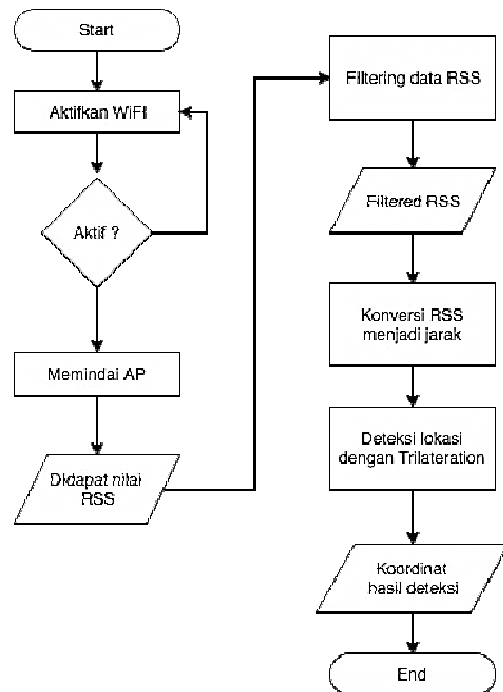 Start
Aktifkan WiFi
Aktif ?
Memindai AP
Didapat nilai
RSS
Filtering data RSS
Filtered RSS
Konversi RSS
menjadi jarak
Deteksi lokasi
dengan Trilateration
Koordinat
hasil deteksi
End